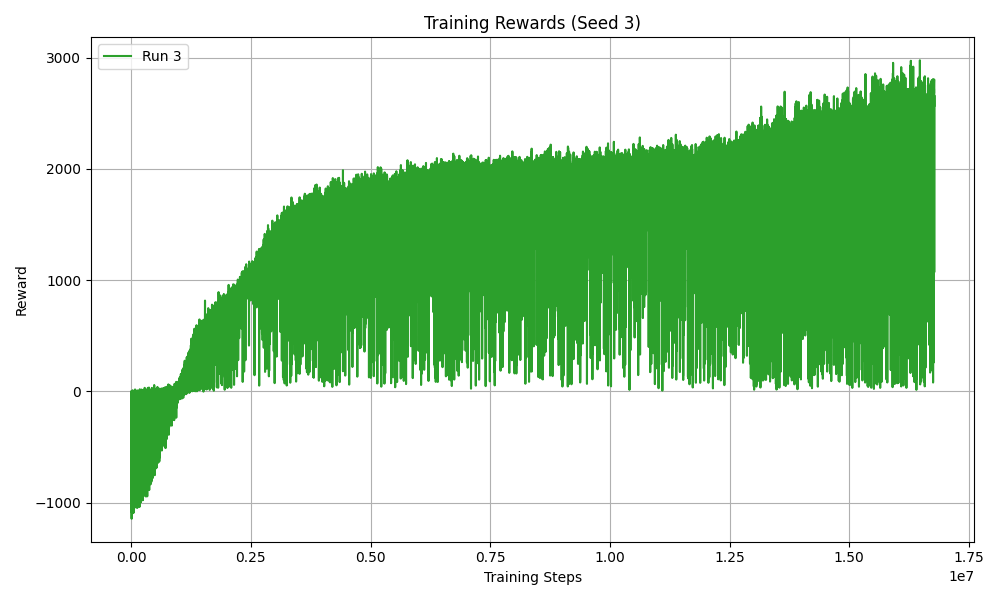 Training Rewards (Seed 3)
Run 3
3000
2000
1000
0
−1000
Reward
0.00 0.25 0.50 0.75 1.00 1.25 1.50 1.75
1e7
Training Steps